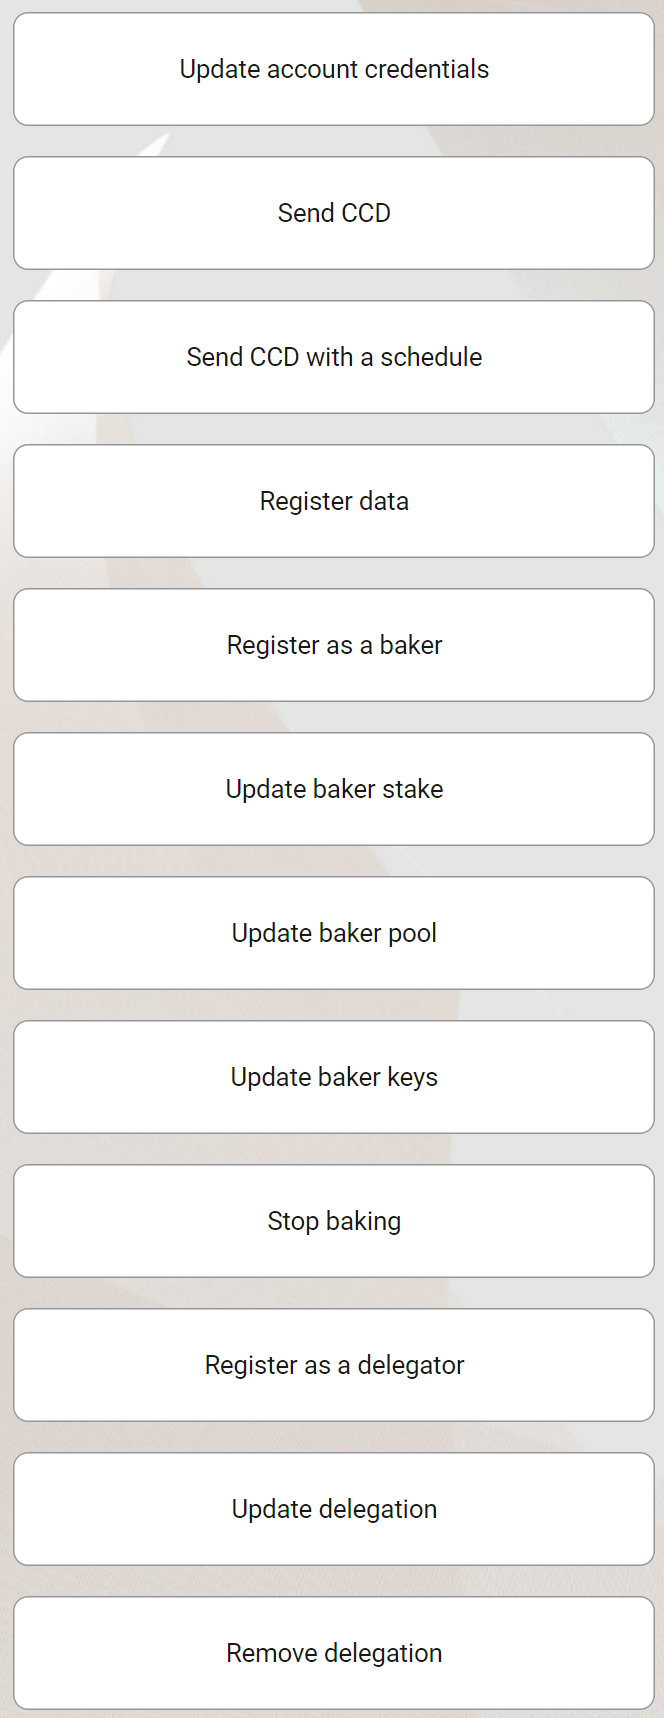 Update account credentials
Send CCD
Send CCD with a schedule
Register data
Register as a baker
Update baker stake
Update baker pool
Update baker keys
Stop baking
Register as a delegator
Update delegation
Remove delegation